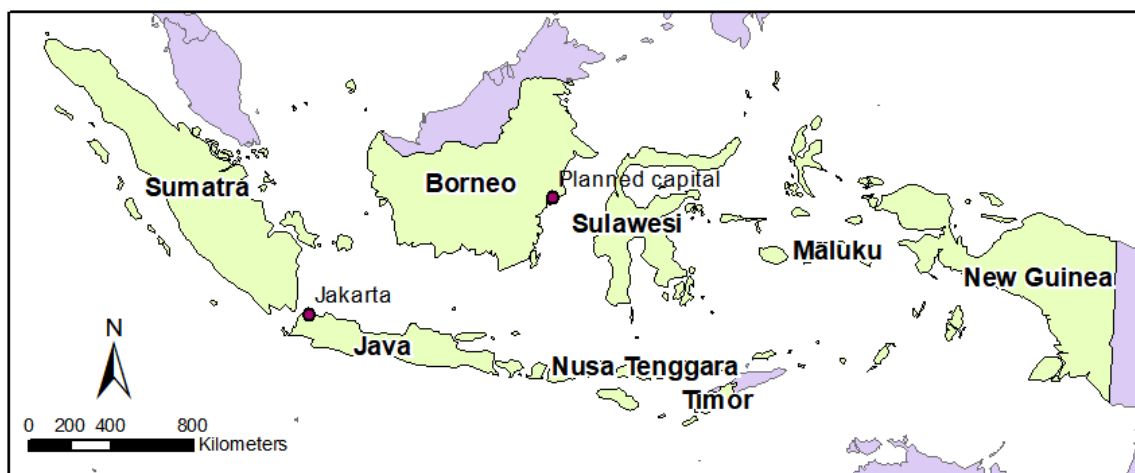 Sumatra
Borneo
Planned capital
Sulawesi
Maluku
New Guinea
Jakarta
Java
Nusa Tenggara
Timor
N
0 200 400 800
Kilometers